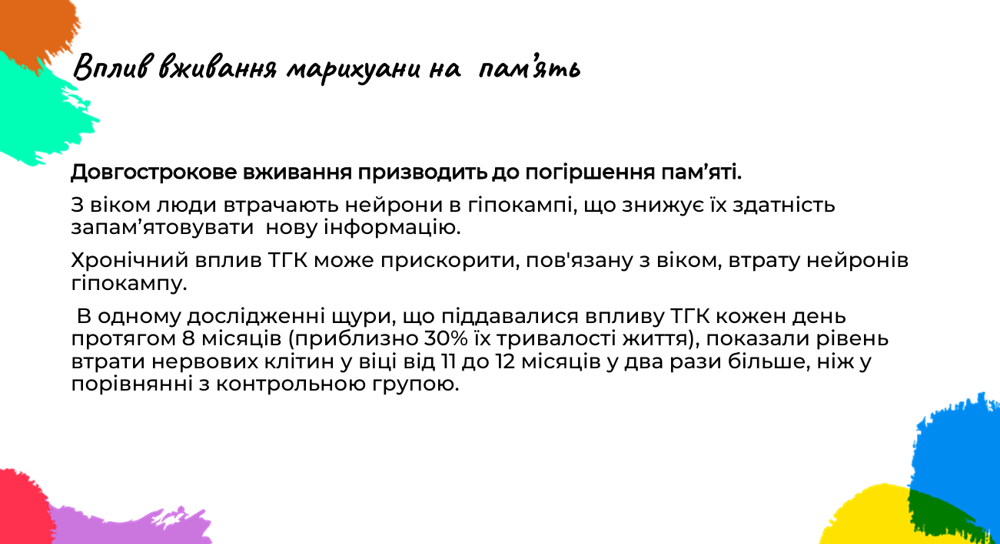 Вплив вживання марихуани на  пам’ять
Довгострокове вживання призводить до погіршення пам’яті.
З віком люди втрачають нейрони в гіпокампі, що знижує їх здатність
запам’ятовувати  нову інформацію.
Хронічний вплив ТГК може прискорити, пов'язану з віком, втрату нейронів
гіпокампу.
В одному дослідженні щури, що піддавалися впливу ТГК кожен день
протягом 8 місяців (приблизно 30% їх тривалості життя), показали рівень
втрати нервових клітин у віці від 11 до 12 місяців у два рази більше, ніж у
порівнянні з контрольною групою.